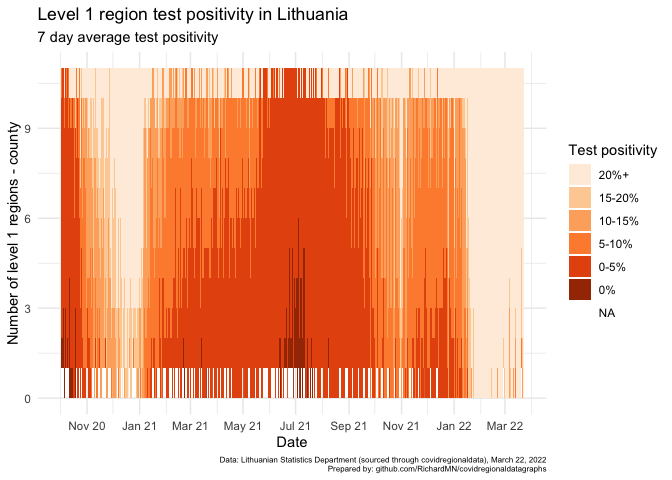 Level 1 region test positivity in Lithuania
7 day average test positivity
Number of level 1 regions - county
9
6
3
0
Nov 20
Jan 21
Mar 21
May 21
Jul 21
Sep 21
Nov 21
Jan 22
Mar 22
Date
Test positivity
20%+
15-20%
10-15%
5-10%
0-5%
0%
NA
Data: Lithuanian Statistics Department (sourced through covidregionaldata), March 22, 2022
Prepared by: github.com/RichardMN/covidregionaldatagraphs